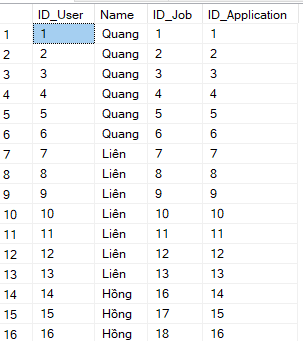 ID_User Name ID_Job ID_Application
1 1 Quang 1 1
2 2 Quang 2 2
3 3 Quang 3 3
4 4 Quang 4 4
5 5 Quang 5 5
6 6 Quang 6 6
7 7 Liên 7 7
8 8 Liên 8 8
9 9 Liên 9 9
10 10 Liên 10 10
11 11 Liên 11 11
12 12 Liên 12 12
13 13 Liên 13 13
14 14 Hồng 16 14
15 15 Hồng 17 15
16 16 Hồng 18 16